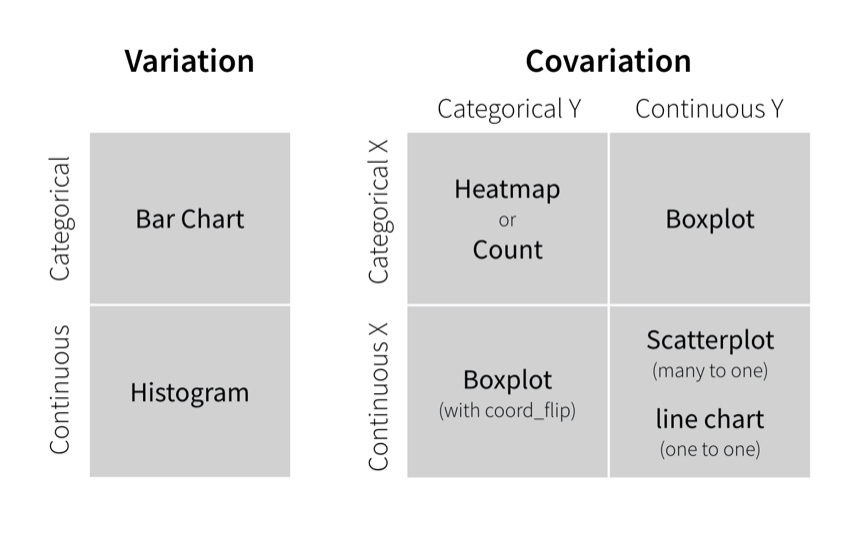 Variation
Categorical
Bar Chart
Continuous
Histogram
Covariation
Categorical Y
Continuous Y
Categorical X
Heatmap
or
Count
Boxplot
Continuous X
Boxplot
(with coord_flip)
Scatterplot
(many to one)
line chart
(one to one)